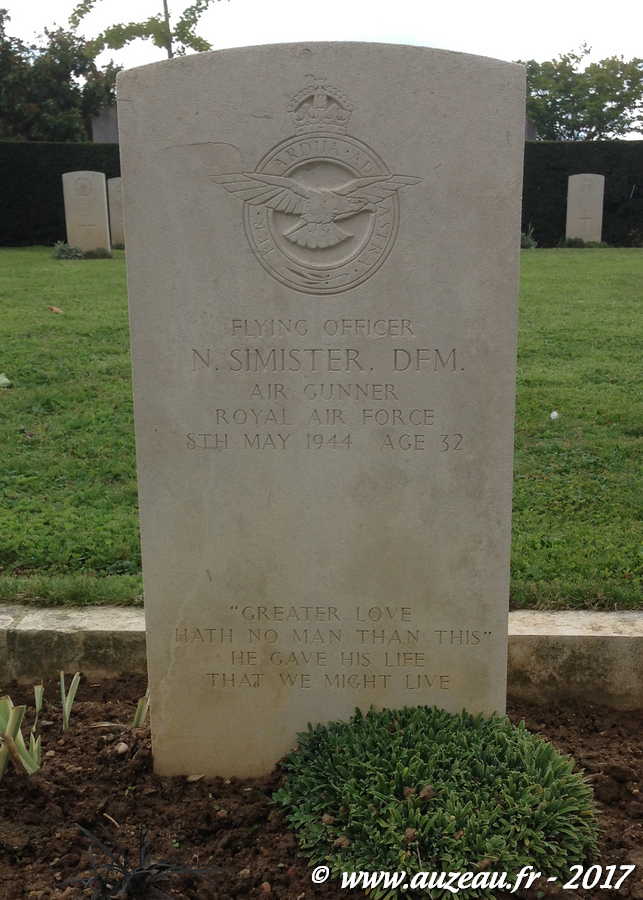 PER · ARDUA · AD · ASTRA
FLYING OFFICER
N. SIMISTER. DFM.
AIR GUNNER
ROYAL AIR FORCE
8TH MAY 1944 AGE 32
"GREATER LOVE
HATH NO MAN THAN THIS"
HE GAVE HIS LIFE
THAT WE MIGHT LIVE
© www.auzeau.fr - 2017